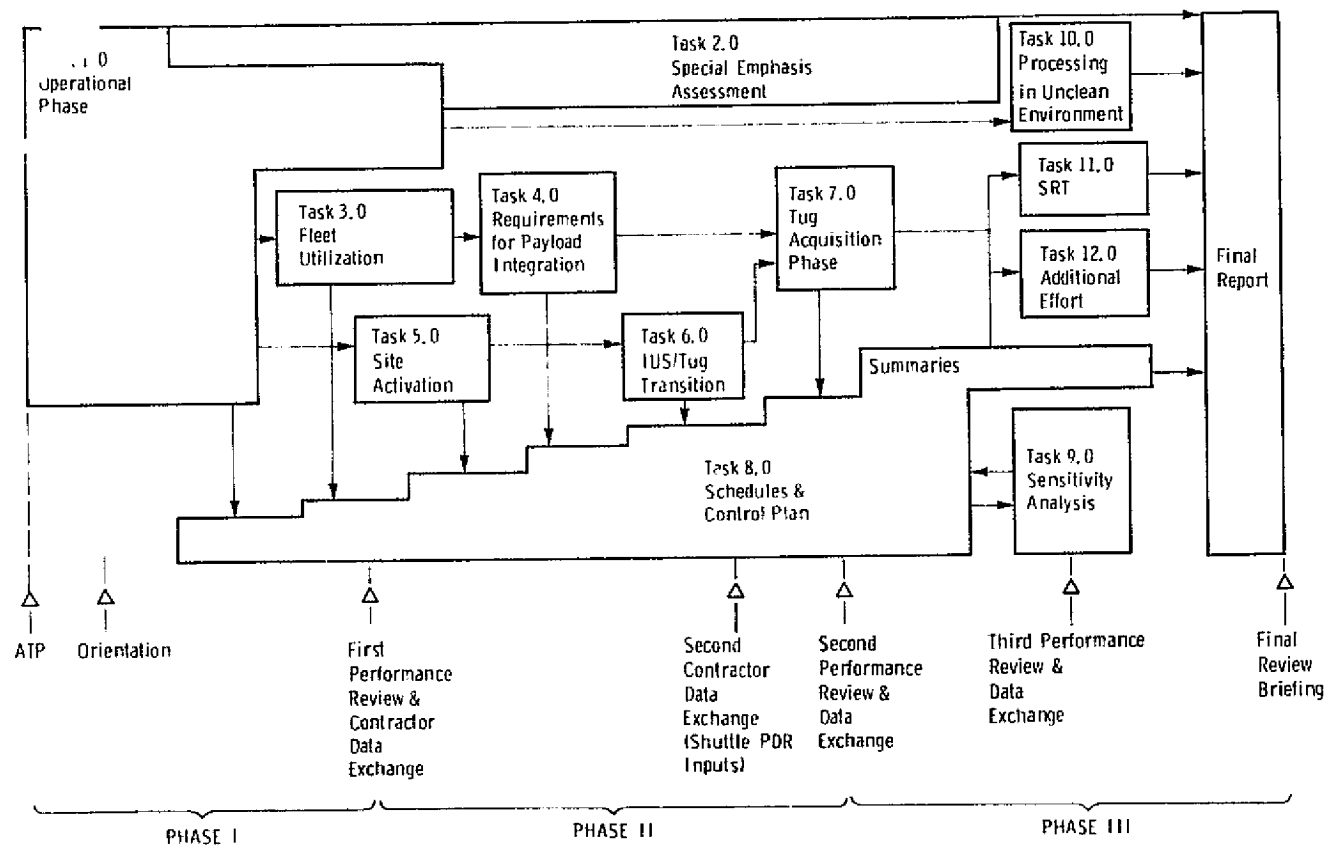 1 0
Operational
Phase
Task 2.0
Special Emphasis
Assessment
Task 10.0
Processing
in Unclean
Environment
Task 3.0
Fleet
Utilization
Task 4.0
Requirements
for Payload
Integration
Task 7.0
Tug
Acquisition
Phase
Task 11.0
SRT
Task 12.0
Additional
Effort
Final
Report
Task 5.0
Site
Activation
Task 6.0
IUS/Tug
Transition
Summaries
Task 8.0
Schedules &
Control Plan
Task 9.0
Sensitivity
Analysis
ATP
Orientation
First
Performance
Review &
Contractor
Data
Exchange
Second
Contractor
Data
Exchange
(Shuttle PDR
Inputs)
Second
Performance
Review &
Data
Exchange
Third Performance
Review &
Data
Exchange
Final
Review
Briefing
PHASE I
PHASE II
PHASE III